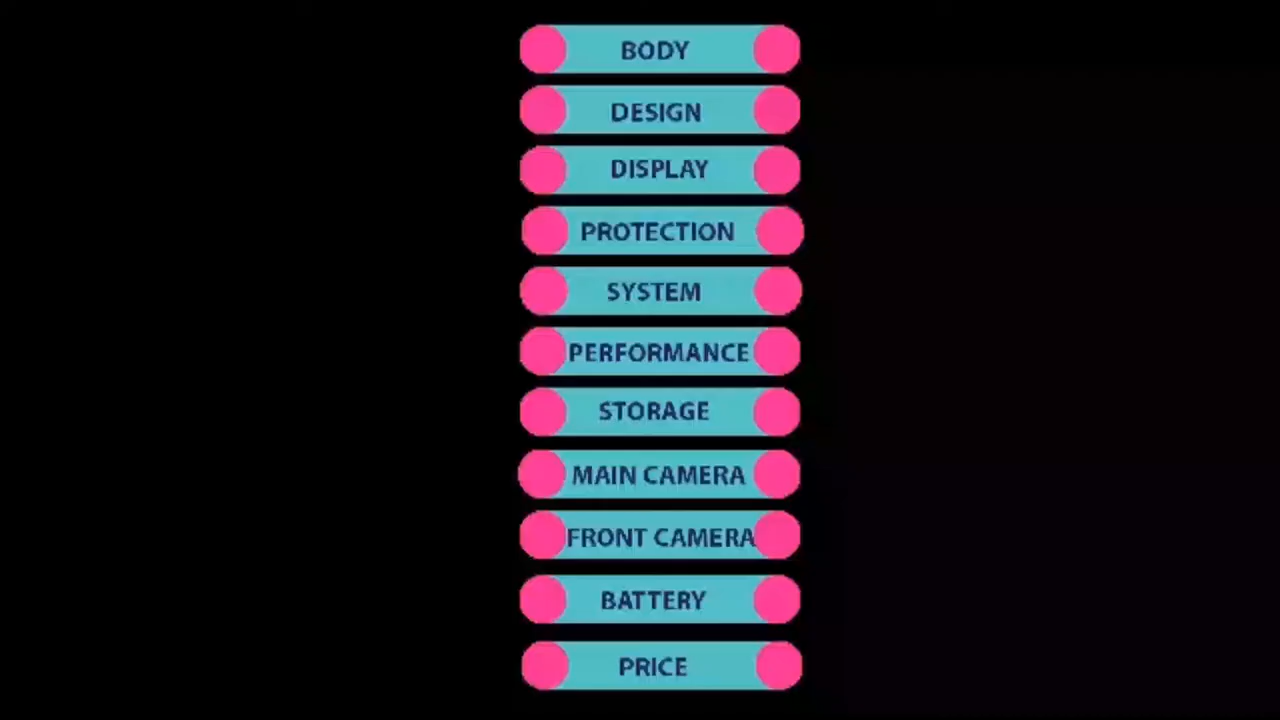 BODY
DESIGN
DISPLAY
PROTECTION
SYSTEM
PERFORMANCE
STORAGE
MAIN CAMERA
FRONT CAMERA
BATTERY
PRICE